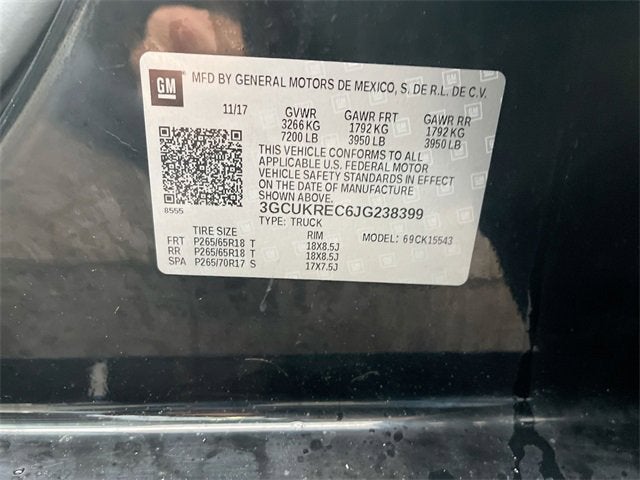 GM
MFD BY GENERAL MOTORS DE MEXICO, S. DE R.L. DE C.V.
11/17 GVWR GAWR FRT GAWR RR
3266 KG 1792 KG 1792 KG
7200 LB 3950 LB 3950 LB
THIS VEHICLE CONFORMS TO ALL
APPLICABLE U.S. FEDERAL MOTOR
VEHICLE SAFETY STANDARDS IN EFFECT
ON THE DATE OF MANUFACTURE
SHOWN ABOVE.
8555 3GCUKREC6JG238399
TYPE: TRUCK
TIRE SIZE RIM MODEL: 69CK15543
FRT P265/65R18 T 18X8.5J
RR P265/65R18 T 18X8.5J
SPA P265/70R17 S 17X7.5J